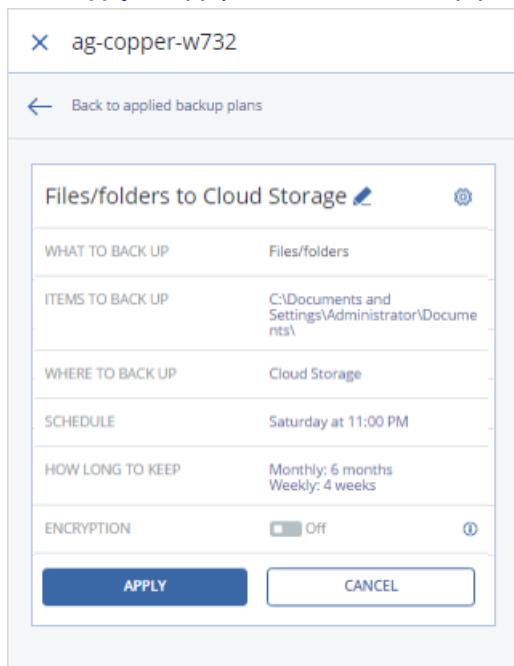 ag-copper-w732
Back to applied backup plans
Files/folders to Cloud Storage
WHAT TO BACK UP Files/folders
ITEMS TO BACK UP C:\Documents and
Settings\Administrator\Docume
nts\
WHERE TO BACK UP Cloud Storage
SCHEDULE Saturday at 11:00 PM
HOW LONG TO KEEP Monthly: 6 months
Weekly: 4 weeks
ENCRYPTION Off
APPLY CANCEL